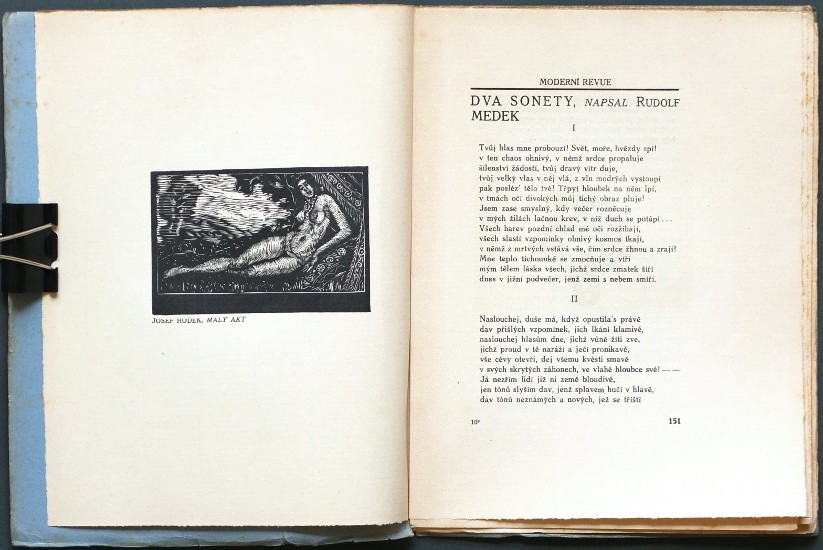 JOSEF HODEK, MALÝ AKT
MODERNÍ REVUE
DVA SONETY, NAPSAL RUDOLF
MEDEK
I
Tvůj hlas mne probouzí! Svět, moře, hvězdy spí!
v ten chaos ohnivý, v němž srdce propaluje
šílenství žádostí, tvůj dravý vítr duje,
tvůj velký vlas v něj vlá, z vln modrých vystoupí
pak posléz' tělo tvé! Třpyt hloubek na něm lpí,
v tmách očí divokých můj tichý obraz pluje!
Jsem zase smyslný, kdy večer rozněcuje
v mých žilách lačnou krev, v níž duch se potápí...
Všech barev pozdní chlad mé oči rozžíhají,
všech slastí vzpomínky ohnivý kosmos tkají,
v němž z mrtvých vstává vše, čím srdce žhnou a zrají!
Mne teplo tichounké se zmocňuje a víří
mým tělem láska všech, jichž srdce zmatek šíří
dnes v jižní podvečer, jenž zemi s nebem smíří.
II
Naslouchej, duše má, když opustila's právě
dav přišlých vzpomínek, jich lkání klamivé,
naslouchej hlasům dne, jichž vůně žití zve,
jichž proud v tě naráží a ječí pronikavě,
vše cévy otevři, dej všemu kvésti smavě
v svých skrytých záhonech, ve vlahé hloubce své! — —
Já nezřím lidí již ni země bloudivé,
jen tónů slyším dav, jenž splavem hučí v hlavě,
dav tónů neznámých a nových, jež se tříští
10*
151